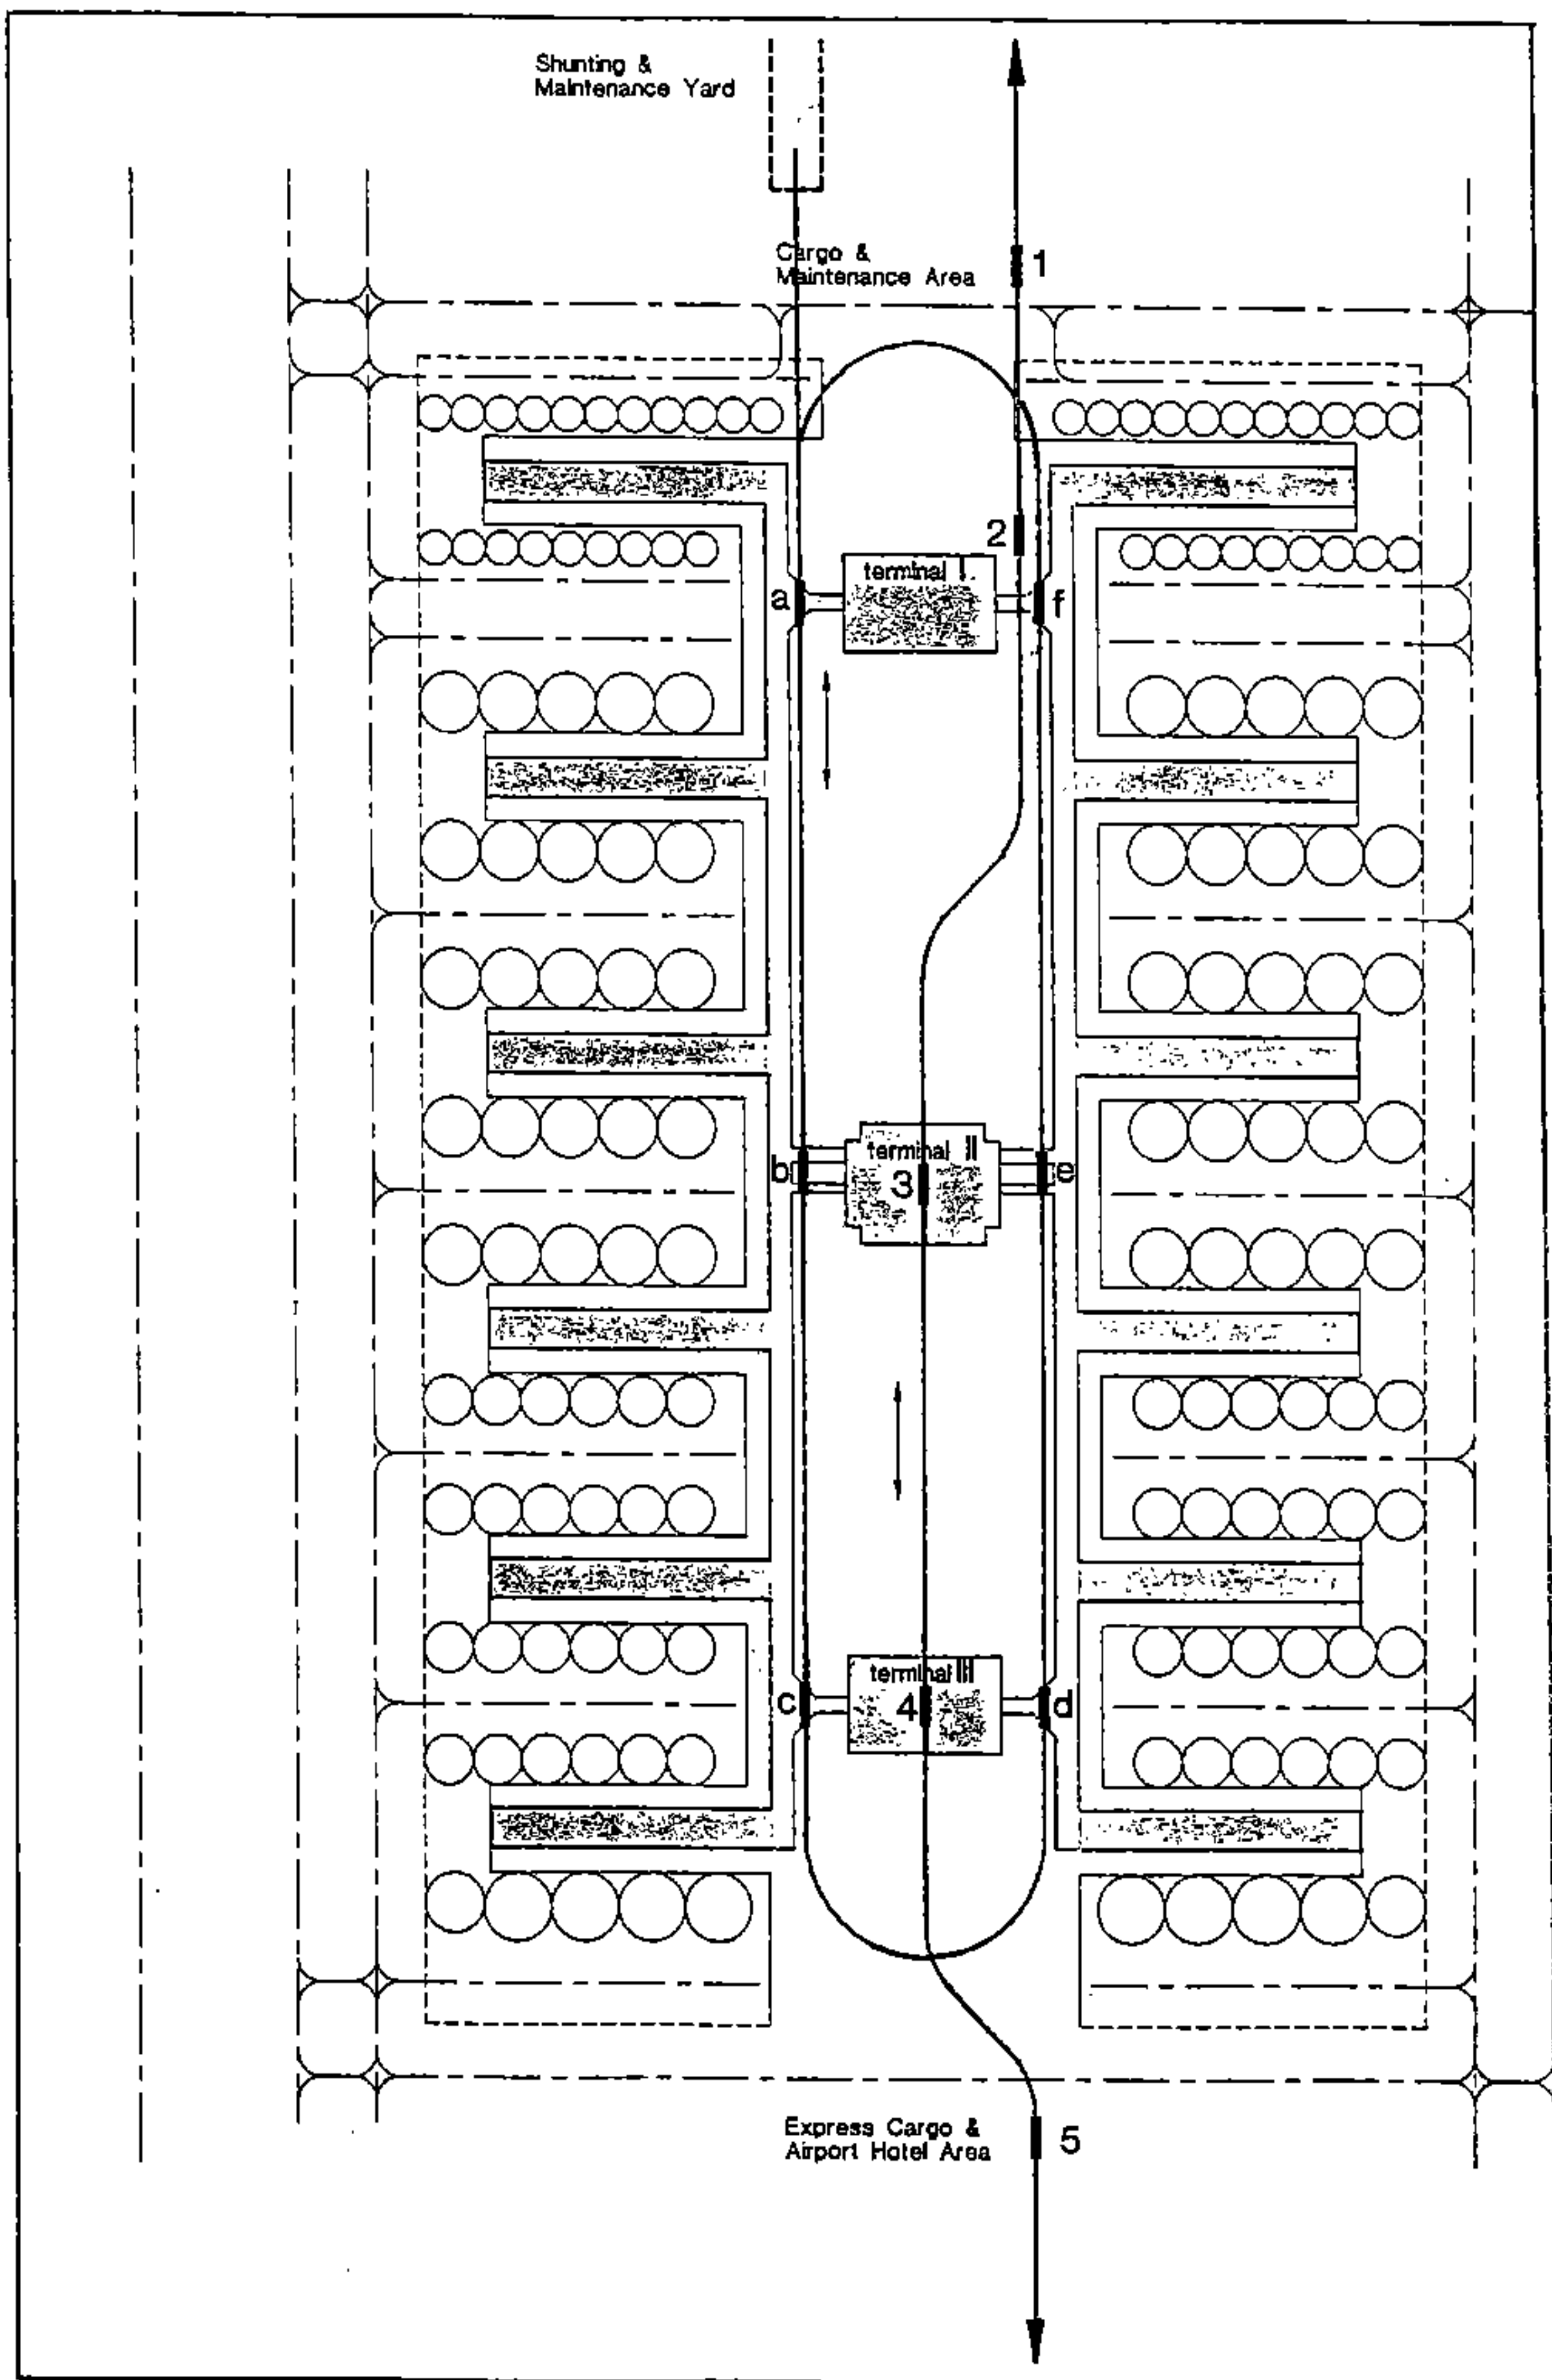 Shunting &
Maintenance Yard
Cargo &
Maintenance Area
1
2
terminal I
a
f
terminal II
b
3
e
terminal III
c
4
d
Express Cargo &
Airport Hotel Area
5